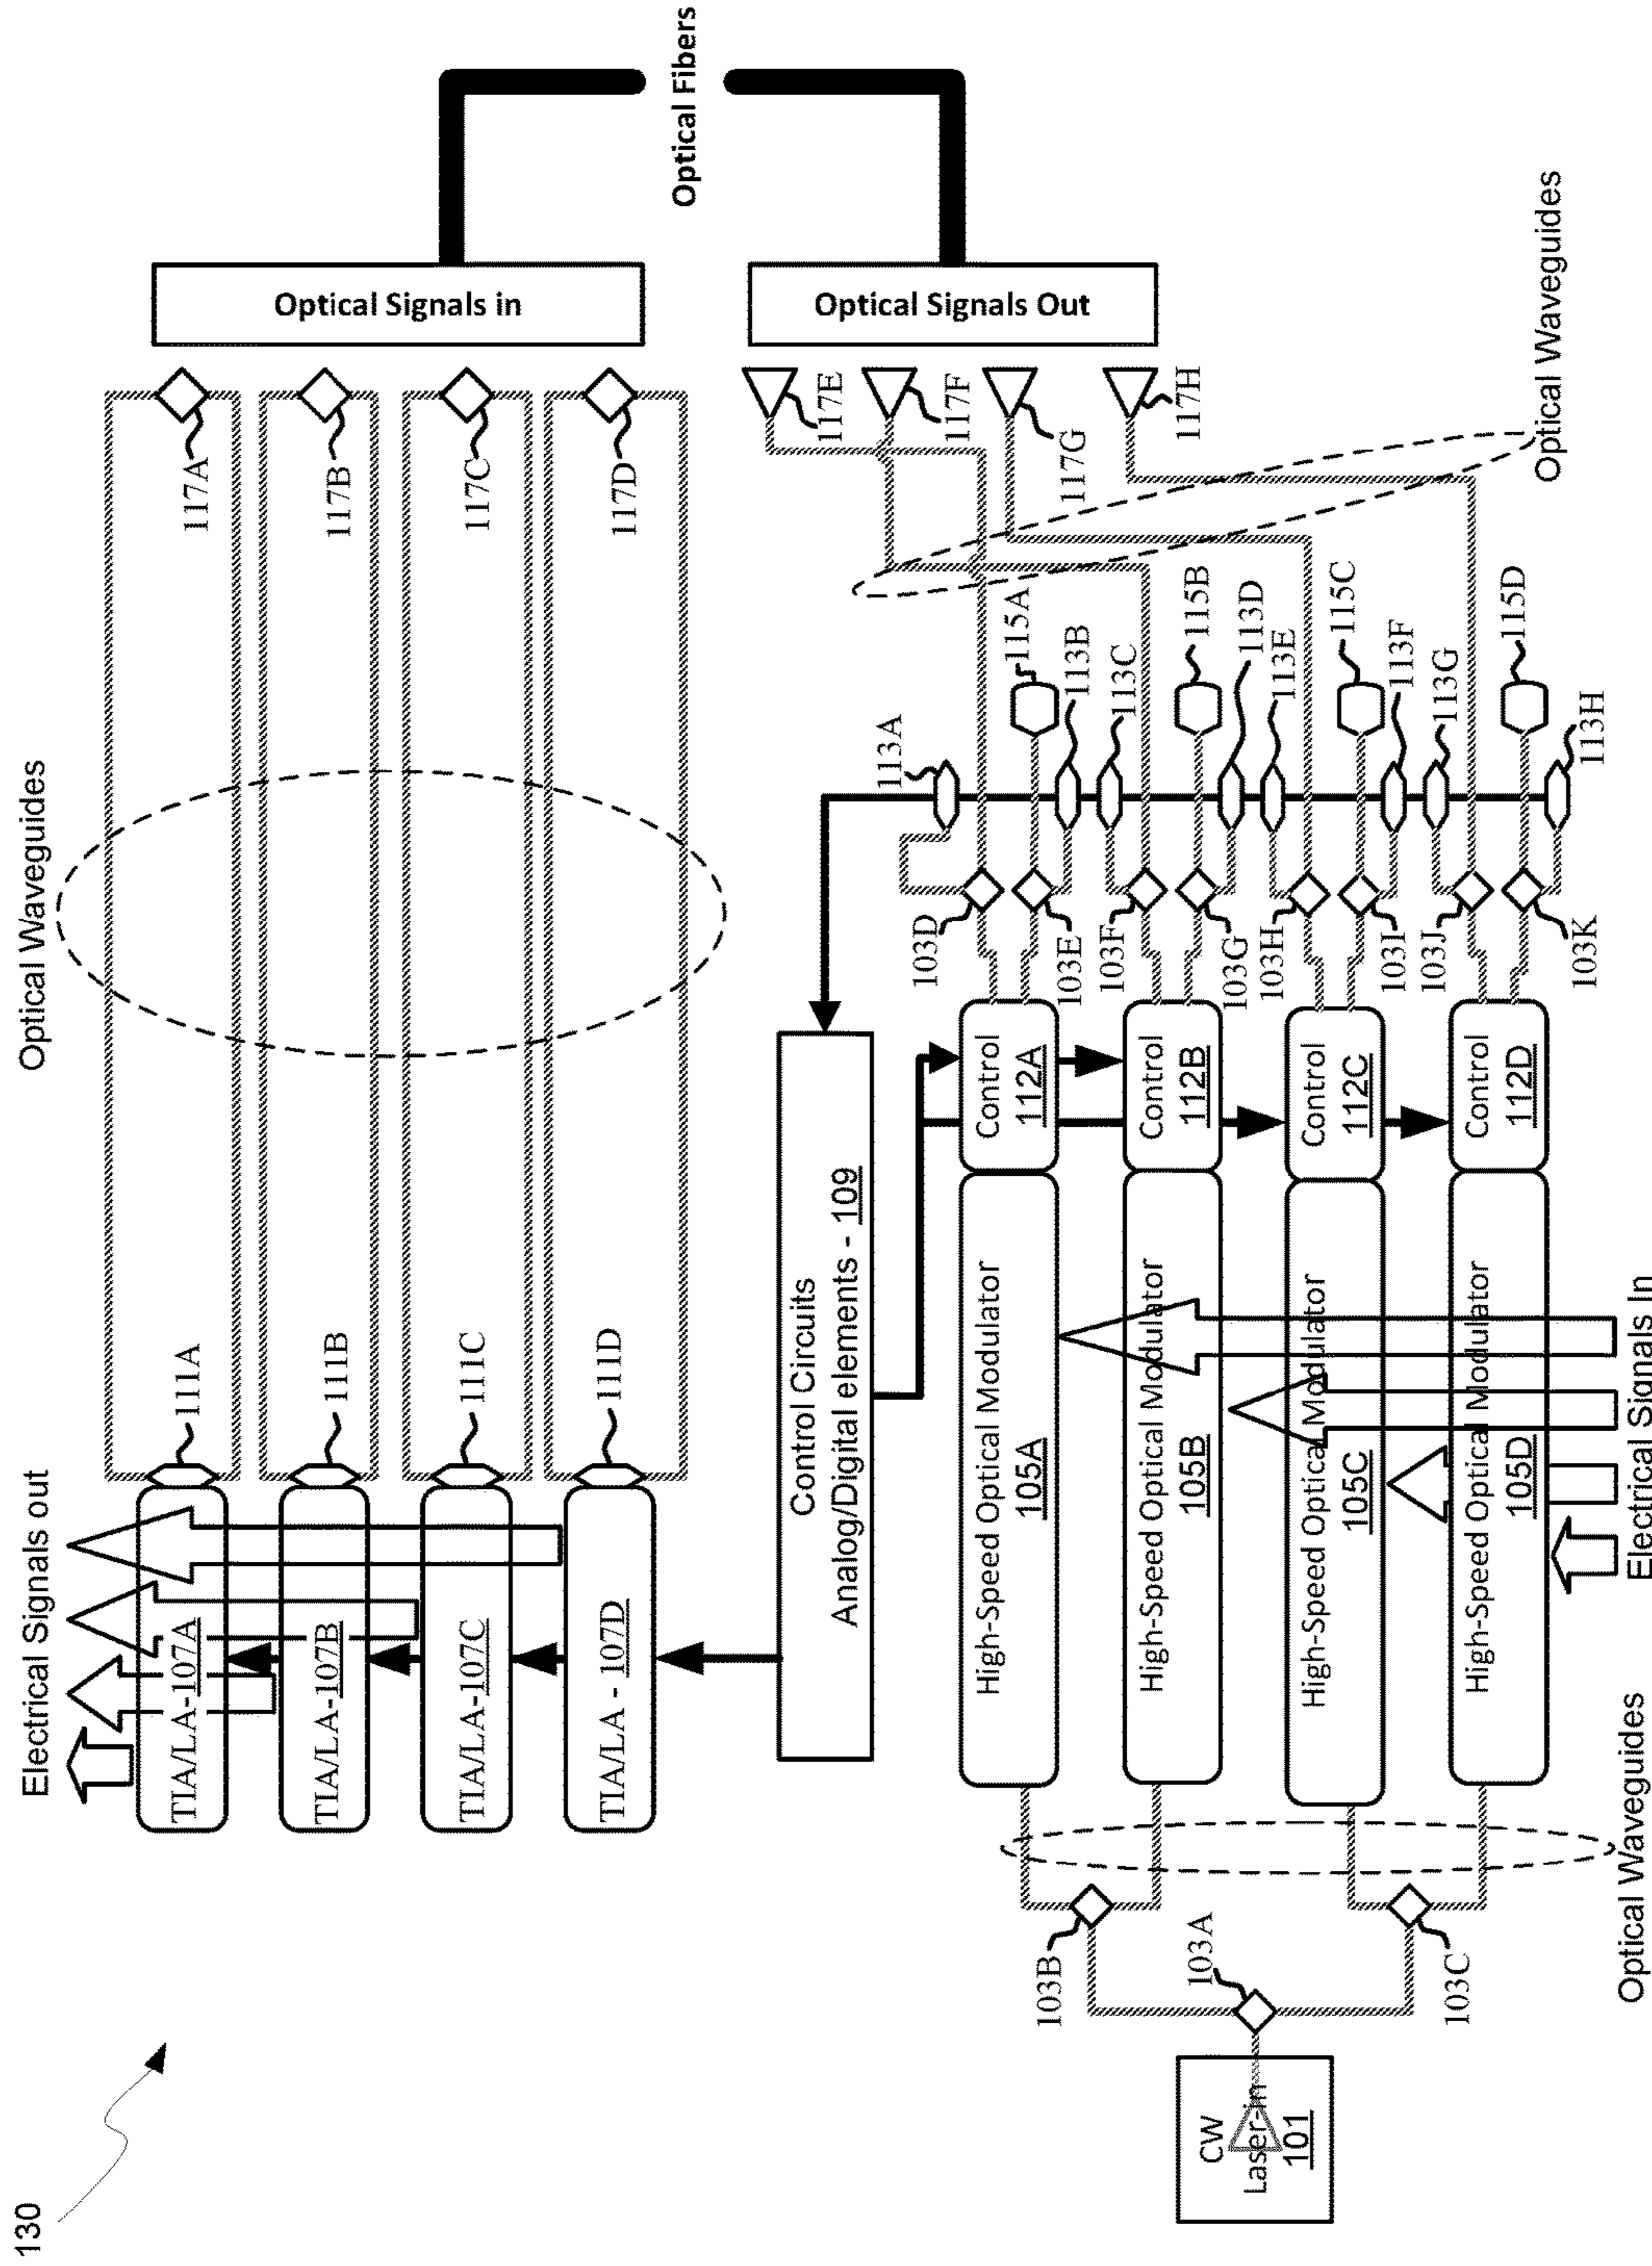 130
Optical Waveguides
Electrical Signals out
TIA/LA-107A
TIA/LA-107B
TIA/LA-107C
TIA/LA - 107D
111A
111B
111C
111D
117A
117B
117C
117D
Optical Signals in
Optical Fibers
Optical Signals Out
117E
117F
117G
117H
Control Circuits
Analog/Digital elements - 109
CW
Laser-in
101
103A
103B
103C
High-Speed Optical Modulator
105A
High-Speed Optical Modulator
105B
High-Speed Optical Modulator
105C
High-Speed Optical Modulator
105D
Control
112A
Control
112B
Control
112C
Control
112D
103D
103E
103F
103G
103H
103I
103J
103K
113A
115A
113B
113C
115B
113D
113E
115C
113F
113G
115D
113H
Optical Waveguides
Electrical Signals In
Optical Waveguides